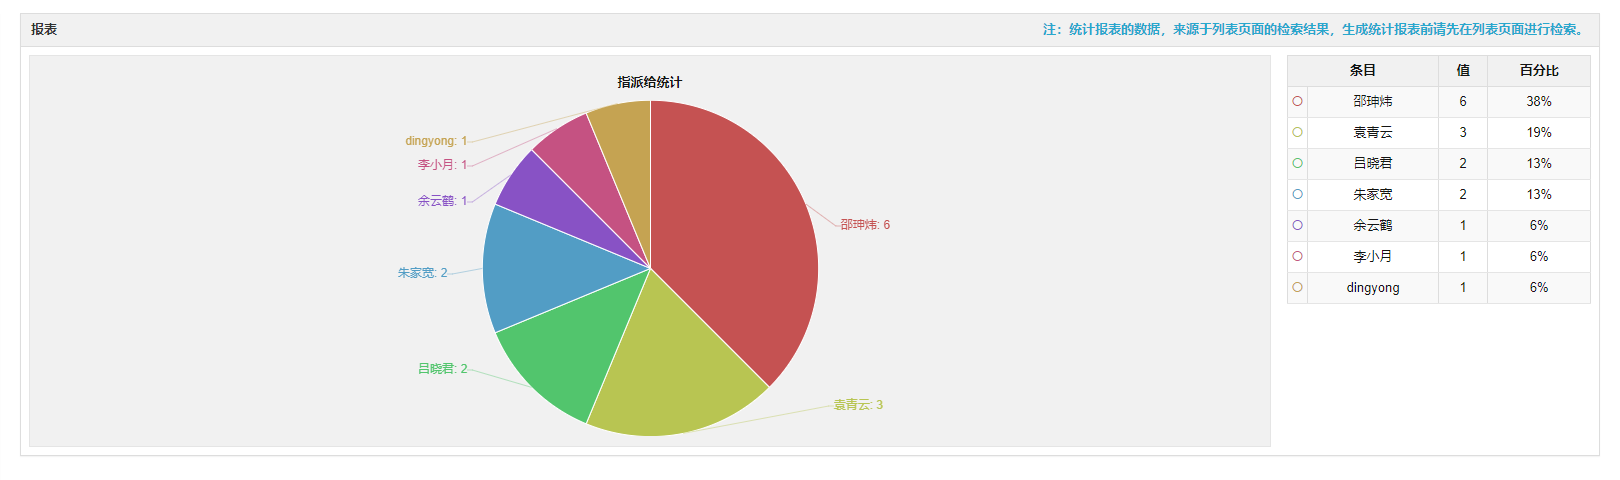 报表
注：统计报表的数据，来源于列表页面的检索结果，生成统计报表前请先在列表页面进行检索。
指派给统计
dingyong: 1
李小月: 1
余云鹤: 1
朱家宽: 2
吕晓君: 2
邵珅炜: 6
袁青云: 3
条目 值 百分比
邵珅炜 6 38%
袁青云 3 19%
吕晓君 2 13%
朱家宽 2 13%
余云鹤 1 6%
李小月 1 6%
dingyong 1 6%